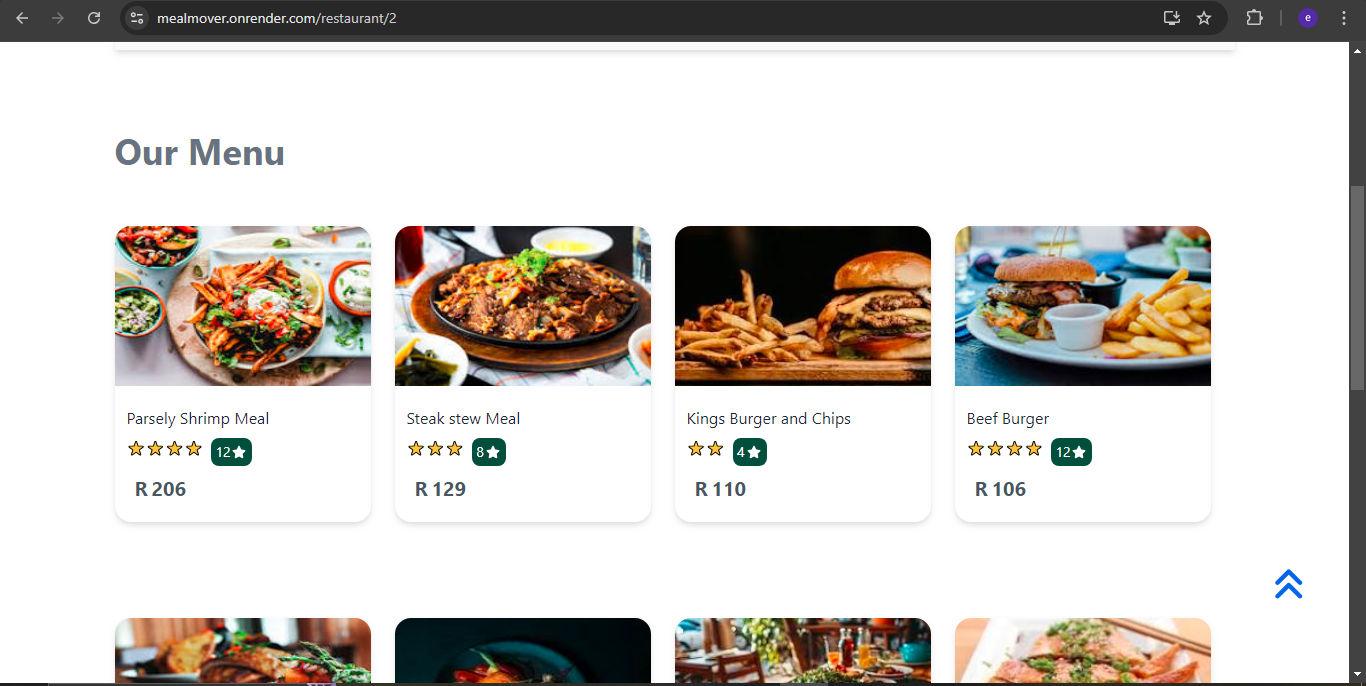 mealmover.onrender.com/restaurant/2
e
Our Menu
Parsely Shrimp Meal
12
R 206
Steak stew Meal
8
R 129
Kings Burger and Chips
4
R 110
Beef Burger
12
R 106